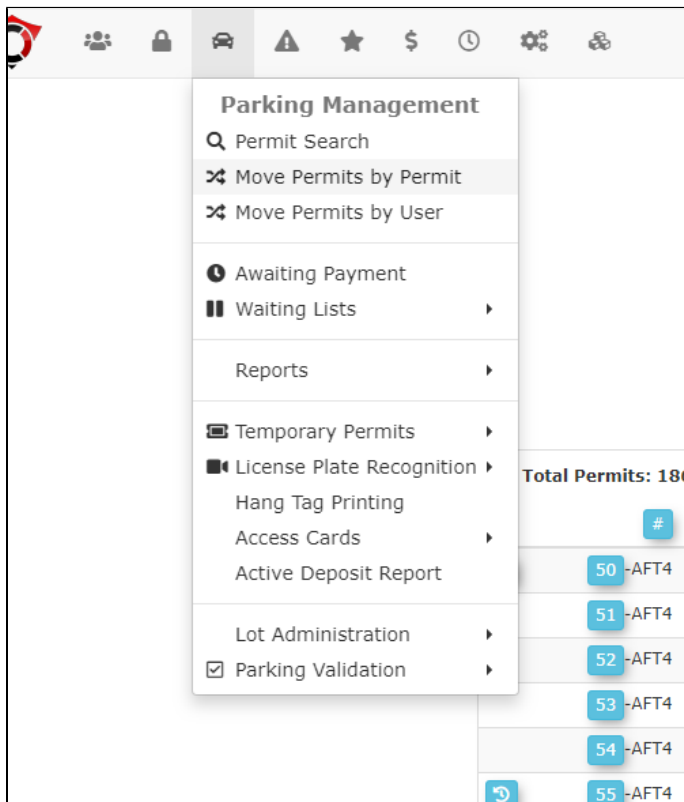 Parking Management
Permit Search
Move Permits by Permit
Move Permits by User
Awaiting Payment
Waiting Lists
Reports
Temporary Permits
License Plate Recognition
Hang Tag Printing
Access Cards
Active Deposit Report
Lot Administration
Parking Validation
Total Permits: 18
#
50 -AFT4
51 -AFT4
52 -AFT4
53 -AFT4
54 -AFT4
55 -AFT4